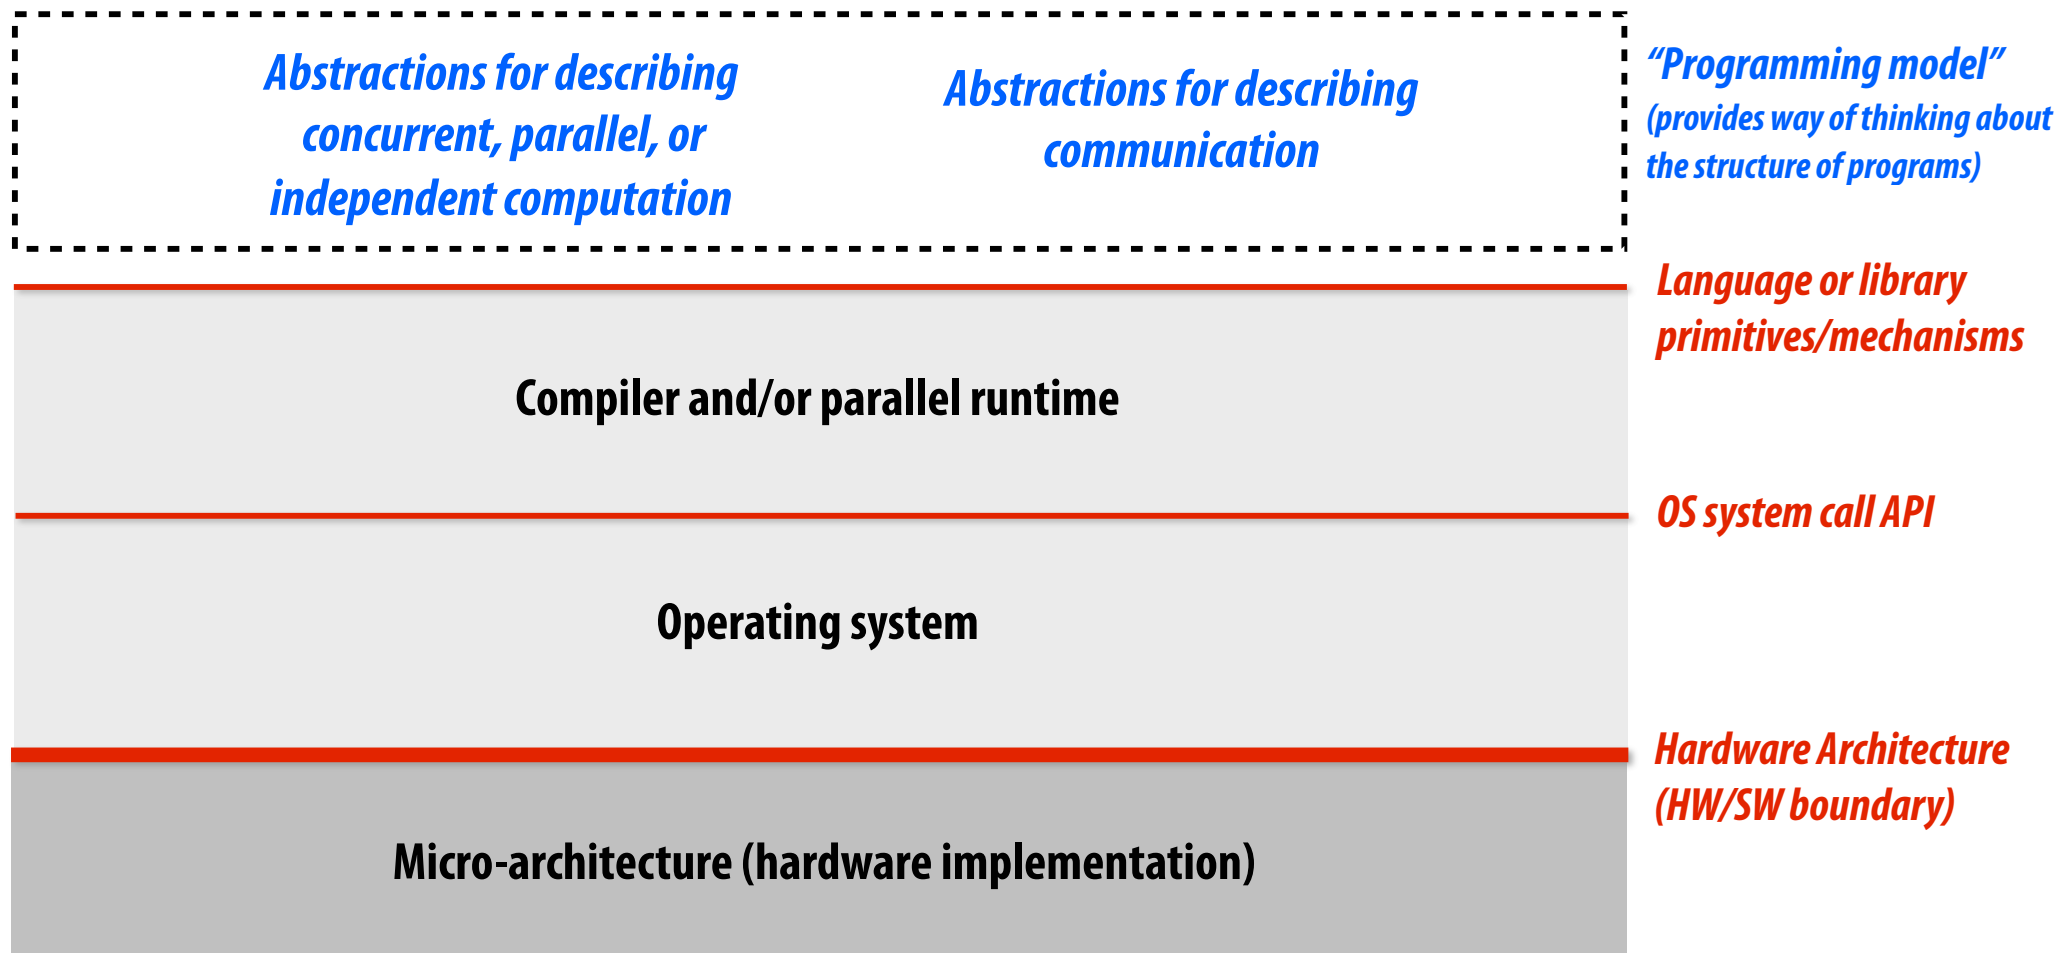 Abstractions for describing
concurrent, parallel, or
independent computation
Abstractions for describing
communication
“Programming model”
(provides way of thinking about
the structure of programs)
Language or library
primitives/mechanisms
Compiler and/or parallel runtime
OS system call API
Operating system
Hardware Architecture
(HW/SW boundary)
Micro-architecture (hardware implementation)